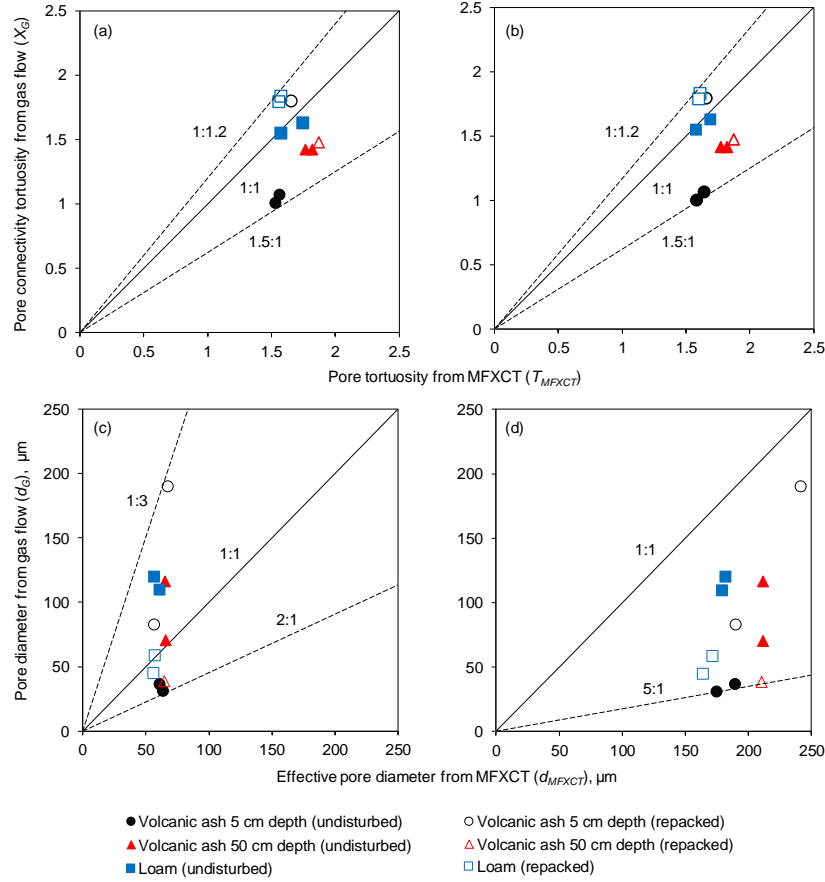 (a)
(b)
2.5
2
1.5
1
0.5
0
0 0.5 1 1.5 2 2.5
1:1.2
1:1
1.5:1
Pore connectivity tortuosity from gas flow (X_G)
2.5
2
1.5
1
0.5
0
0 0.5 1 1.5 2 2.5
1:1.2
1:1
1.5:1
Pore tortuosity from MFXCT (T_MFXCT)
(c)
(d)
250
200
150
100
50
0
0 50 100 150 200 250
1:3
1:1
2:1
Pore diameter from gas flow (d_G), μm
250
200
150
100
50
0
0 50 100 150 200 250
1:1
5:1
Effective pore diameter from MFXCT (d_MFXCT), μm
Volcanic ash 5 cm depth (undisturbed)
Volcanic ash 5 cm depth (repacked)
Volcanic ash 50 cm depth (undisturbed)
Volcanic ash 50 cm depth (repacked)
Loam (undisturbed)
Loam (repacked)